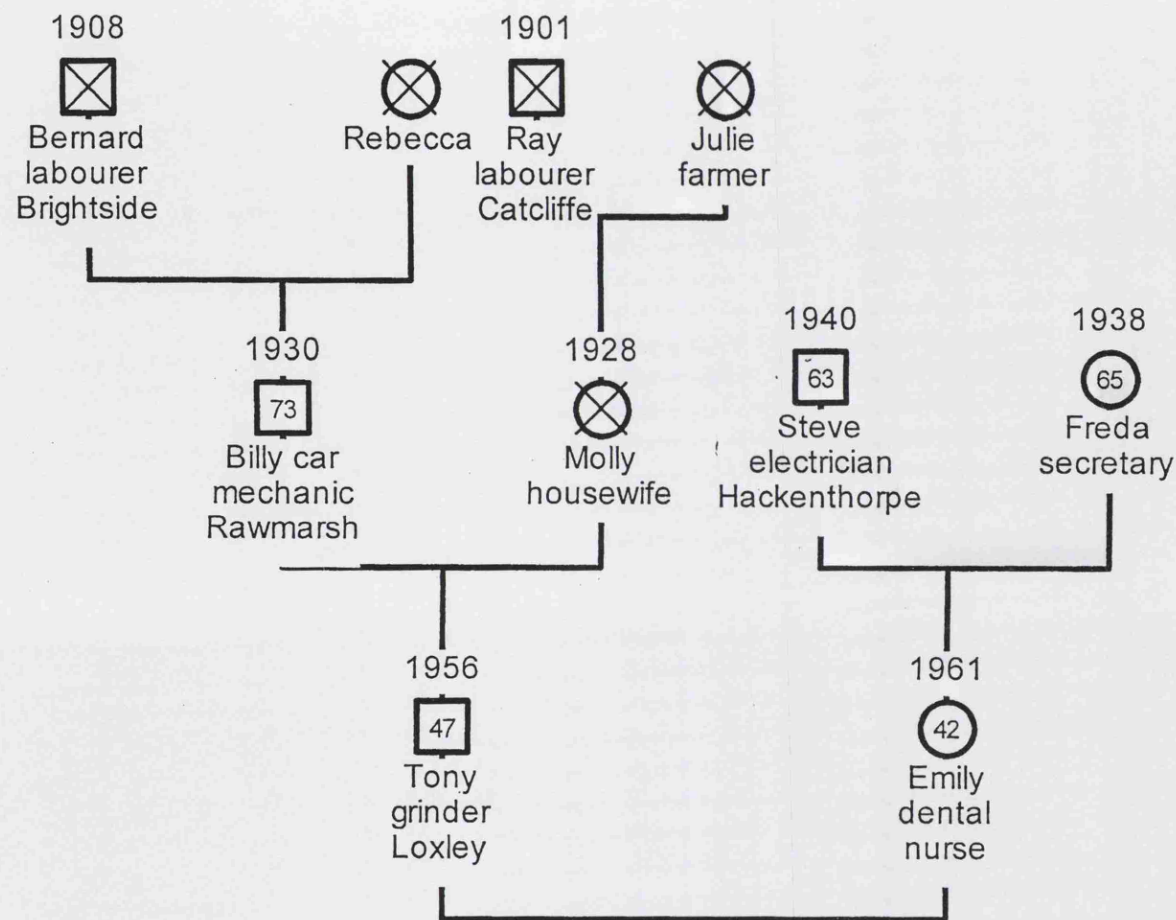 1908
1901
Bernard
labourer
Brightside
Rebecca
Ray
labourer
Catcliffe
Julie
farmer
1930
73
Billy car
mechanic
Rawmarsh
1928
Molly
housewife
1940
63
Steve
electrician
Hackenthorpe
1938
65
Freda
secretary
1956
47
Tony
grinder
Loxley
1961
42
Emily
dental
nurse